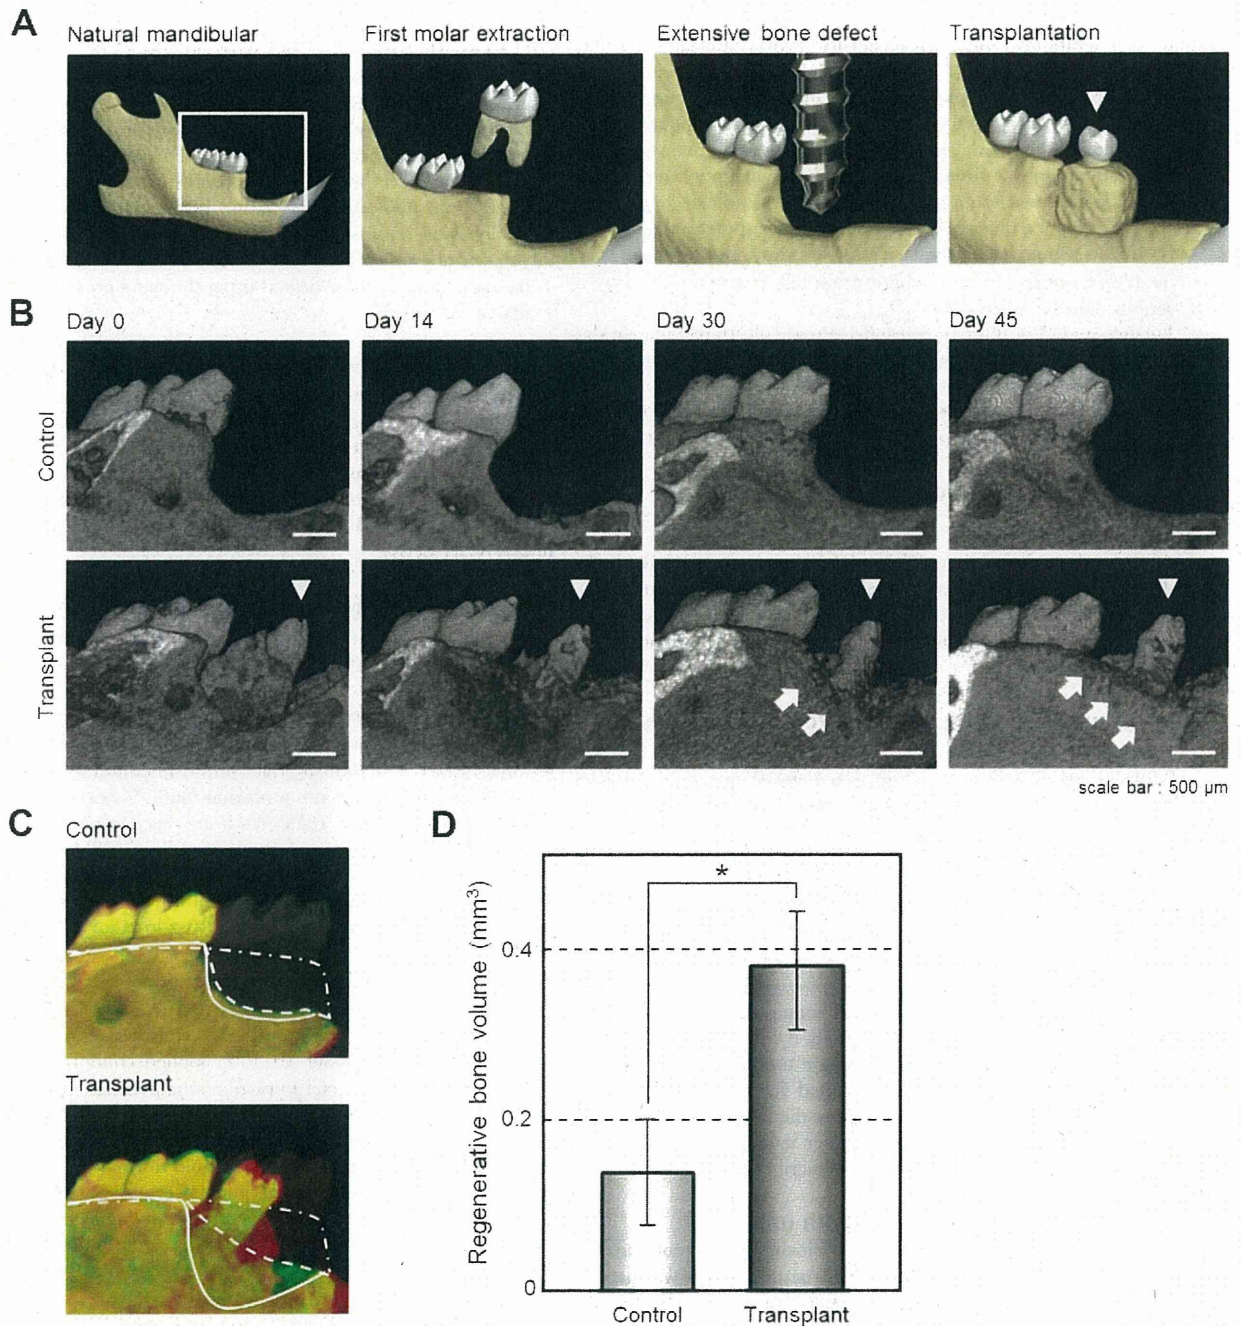 A
Natural mandibular
First molar extraction
Extensive bone defect
Transplantation
B
Day 0
Day 14
Day 30
Day 45
Control
Transplant
scale bar : 500 μm
C
Control
Transplant
D
Regenerative bone volume (mm³)
*
0.4
0.2
0
Control
Transplant